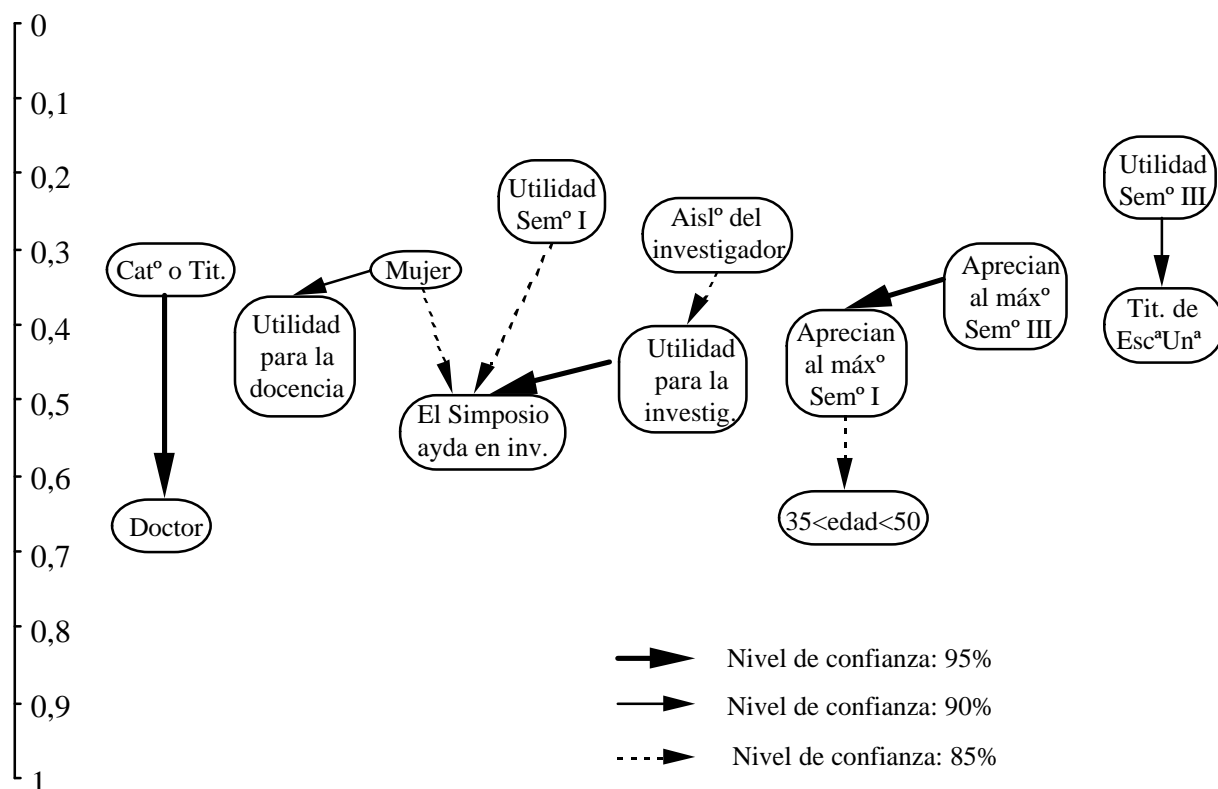 0
0,1
0,2
0,3
0,4
0,5
0,6
0,7
0,8
0,9
1
Catº o Tit.
Doctor
Utilidad
para la
docencia
Mujer
Utilidad
Semº I
El Simposio
ayda en inv.
Aislº del
investigador
Utilidad
para la
investig.
Aprecian
al máxº
Semº I
35<edad<50
Aprecian
al máxº
Semº III
Utilidad
Semº III
Tit. de
EscªUnª
Nivel de confianza: 95%
Nivel de confianza: 90%
Nivel de confianza: 85%